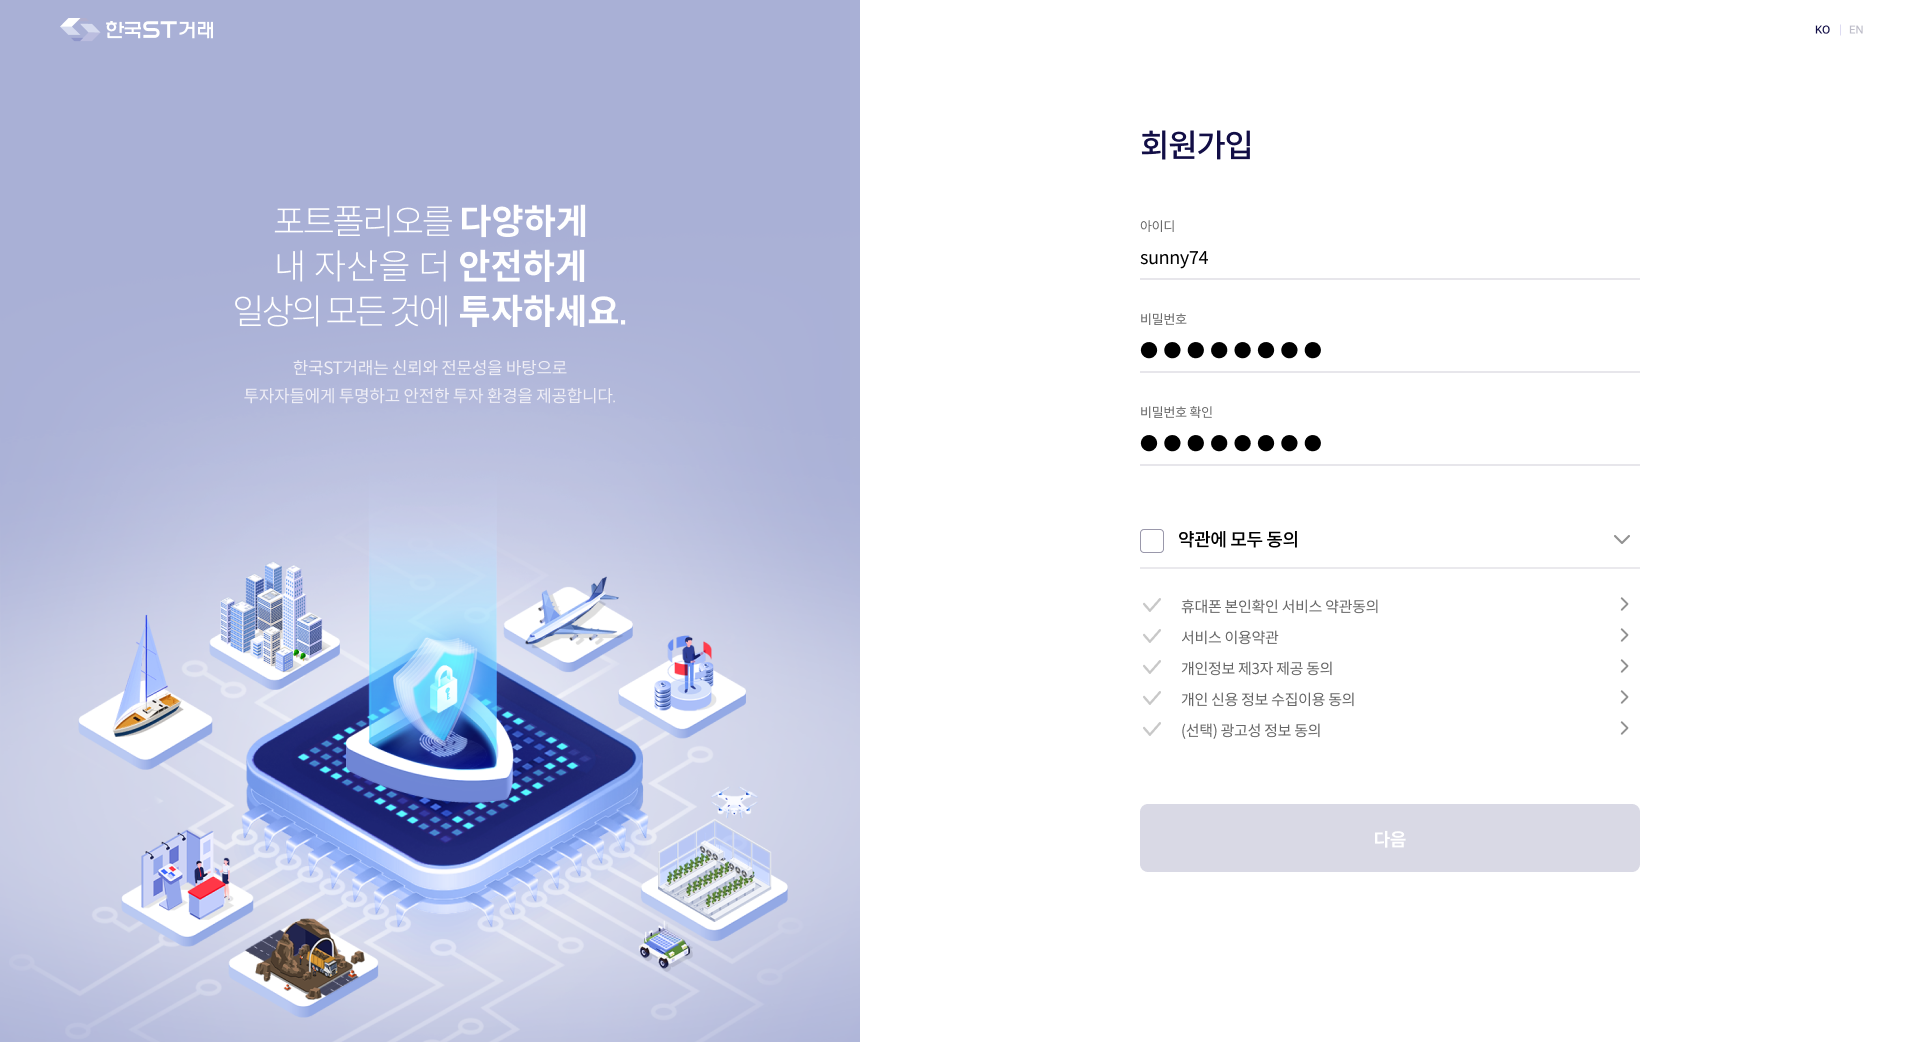 한국ST거래
KO | EN
포트폴리오를 다양하게
내 자산을 더 안전하게
일상의 모든 것에 투자하세요.
한국ST거래는 신뢰와 전문성을 바탕으로
투자자들에게 투명하고 안전한 투자 환경을 제공합니다.
회원가입
아이디
sunny74
비밀번호
●●●●●●●●
비밀번호 확인
●●●●●●●●
약관에 모두 동의
휴대폰 본인확인 서비스 약관동의
서비스 이용약관
개인정보 제3자 제공 동의
개인 신용 정보 수집이용 동의
(선택) 광고성 정보 동의
다음